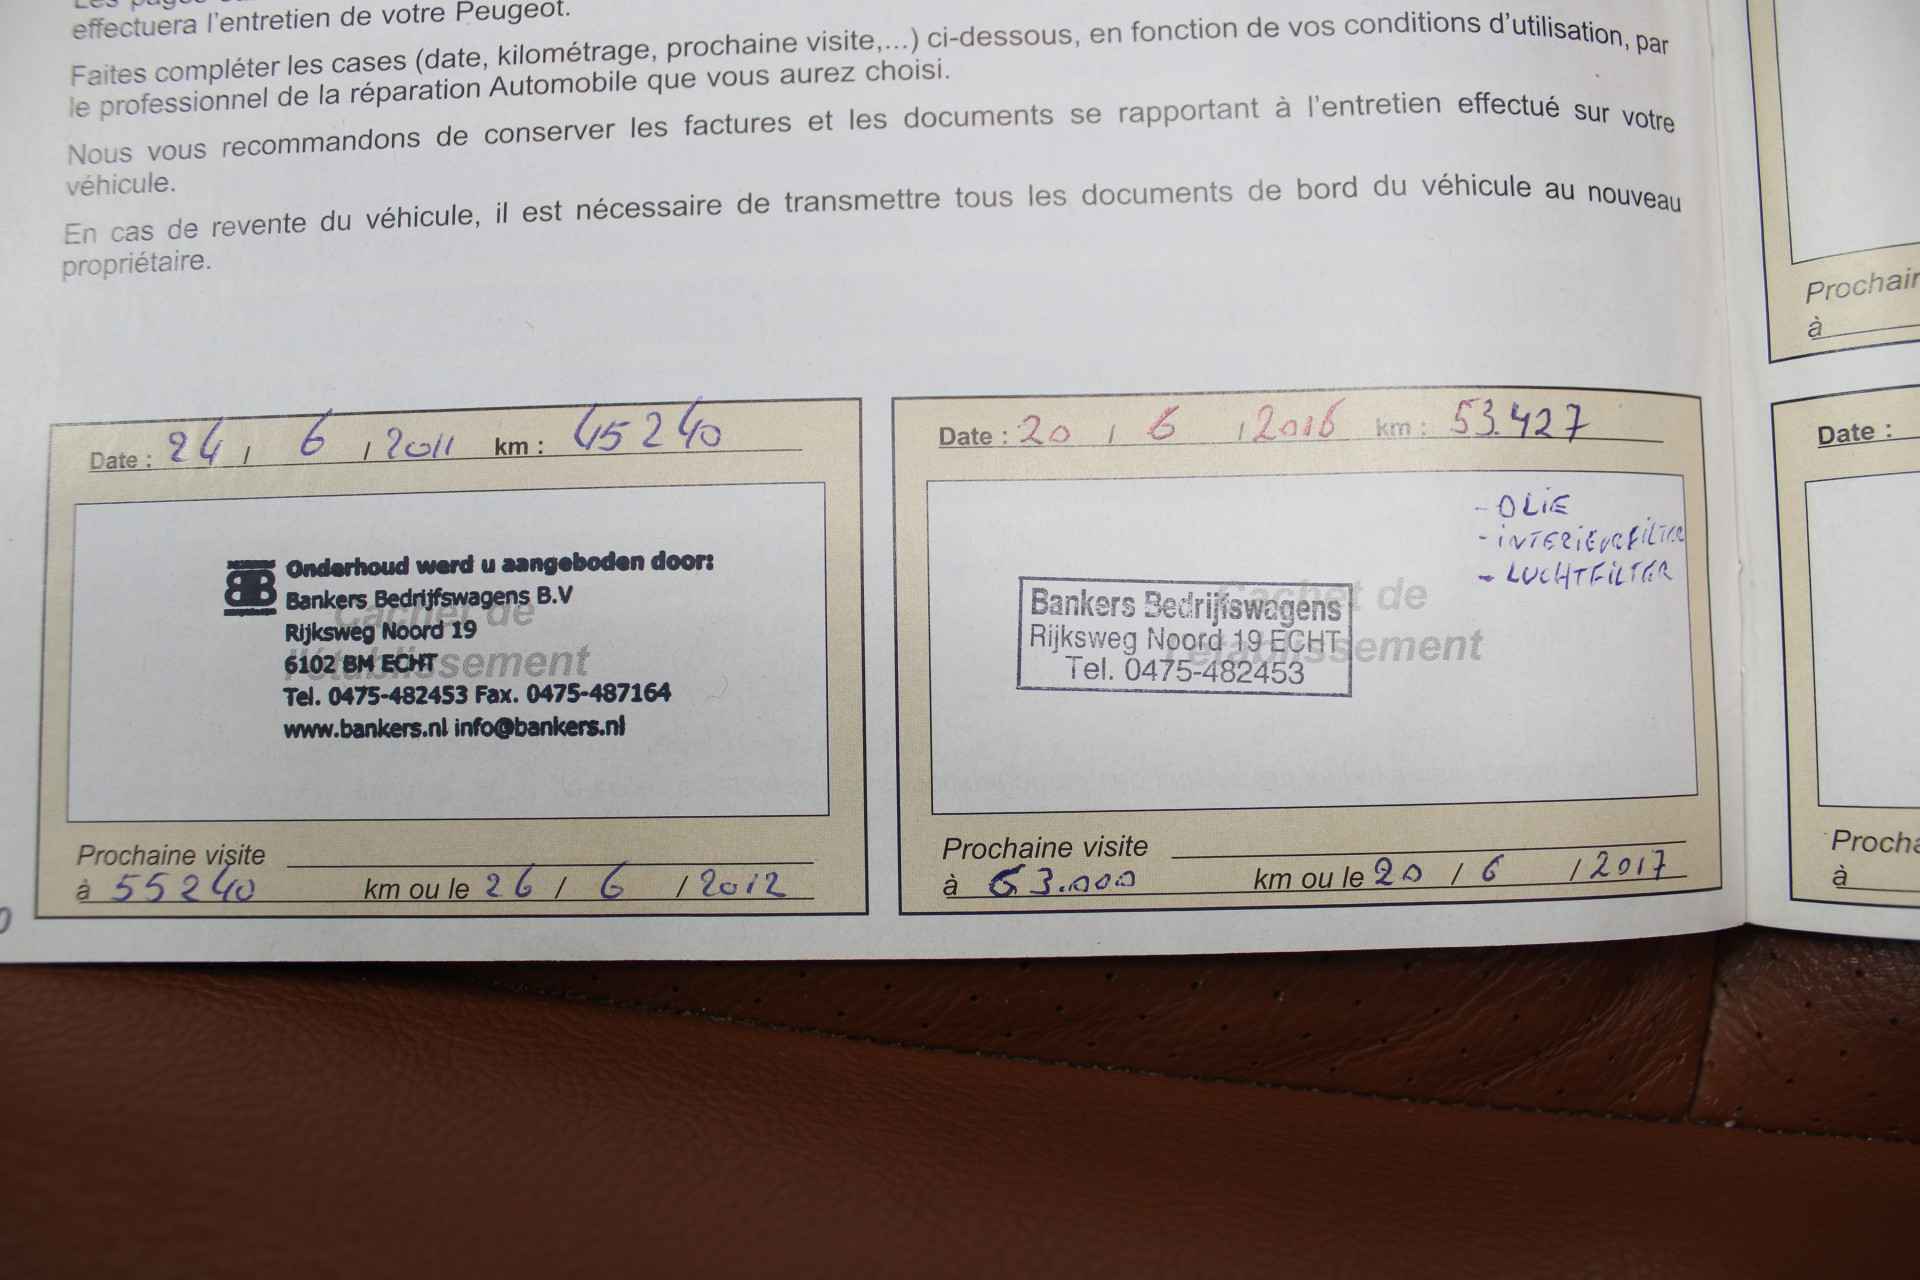 effectuera l'entretien de votre Peugeot.
Faites compléter les cases (date, kilométrage, prochaine visite,...) ci-dessous, en fonction de vos conditions d'utilisation, par
le professionnel de la réparation Automobile que vous aurez choisi.
Nous vous recommandons de conserver les factures et les documents se rapportant à l'entretien effectué sur votre
véhicule.
En cas de revente du véhicule, il est nécessaire de transmettre tous les documents de bord du véhicule au nouveau
propriétaire.
Date : 24 / 6 / 2011 km : 45240
Cachet de
l'établissement
BB
Onderhoud werd u aangeboden door:
Bankers Bedrijfswagens B.V
Rijksweg Noord 19
6102 BM ECHT
Tel. 0475-482453 Fax. 0475-487164
www.bankers.nl info@bankers.nl
Prochaine visite
à 55240 km ou le 26 / 6 / 2012
Date : 20 / 6 / 2016 km : 53.427
- OLIE
- INTERIEURFILTER
- LUCHTFILTER
Cachet de
l'établissement
Bankers Bedrijfswagens
Rijksweg Noord 19 ECHT
Tel. 0475-482453
Prochaine visite
à 63.000 km ou le 20 / 6 / 2017
Prochain
à
Date :
Procha
à